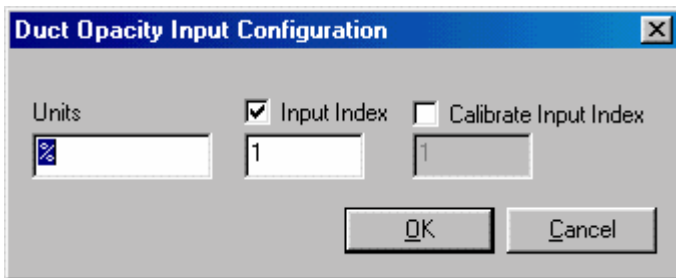 Duct Opacity Input Configuration
Units Input Index Calibrate Input Index
% 1 1
OK Cancel